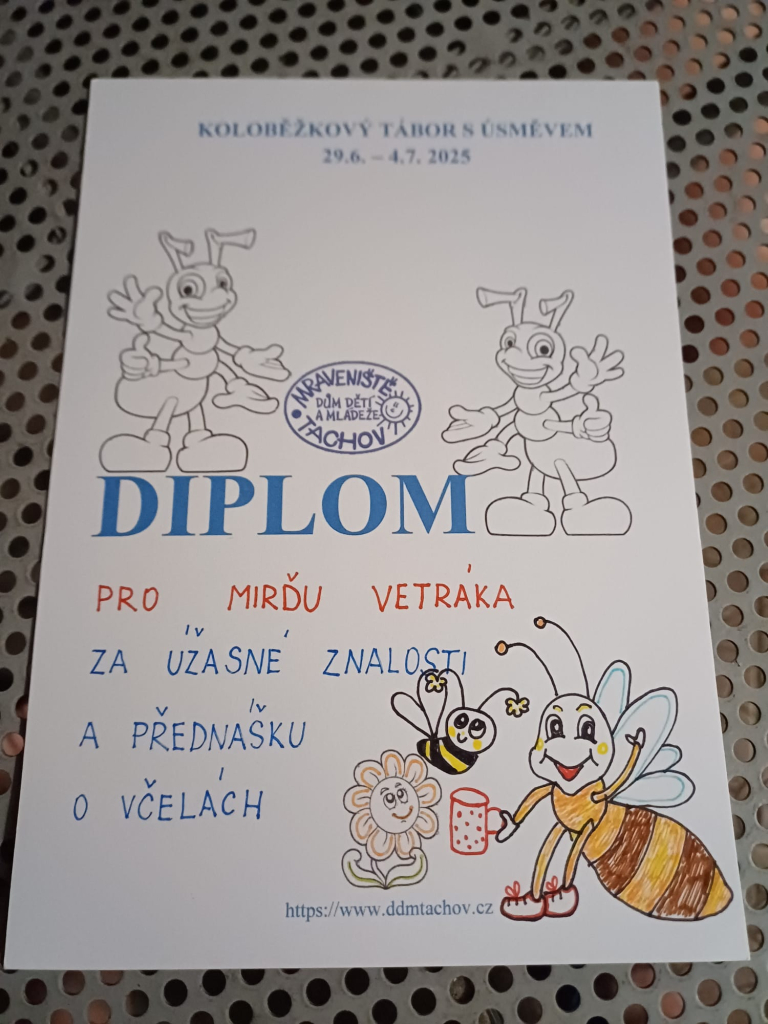 KOLOBĚŽKOVÝ TÁBOR S ÚSMĚVEM
29.6. – 4.7. 2025
MRAVENIŠTĚ
DŮM DĚTÍ
A MLÁDEŽE
TACHOV
DIPLOM
PRO MIRĎU VETRÁKA
ZA ÚŽASNÉ ZNALOSTI
A PŘEDNÁŠKU
O VČELÁCH
https://www.ddmtachov.cz